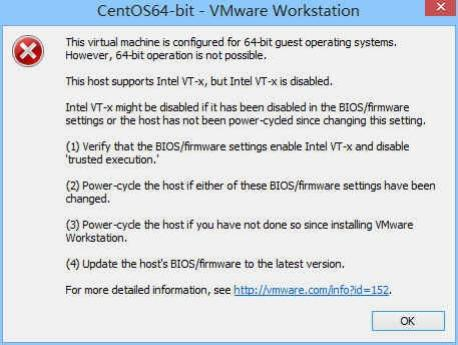 CentOS64-bit - VMware Workstation
This virtual machine is configured for 64-bit guest operating systems.
However, 64-bit operation is not possible.
This host supports Intel VT-x, but Intel VT-x is disabled.
Intel VT-x might be disabled if it has been disabled in the BIOS/firmware
settings or the host has not been power-cycled since changing this setting.
(1) Verify that the BIOS/firmware settings enable Intel VT-x and disable
'trusted execution.'
(2) Power-cycle the host if either of these BIOS/firmware settings have been
changed.
(3) Power-cycle the host if you have not done so since installing VMware
Workstation.
(4) Update the host's BIOS/firmware to the latest version.
For more detailed information, see http://vmware.com/info?id=152.
OK